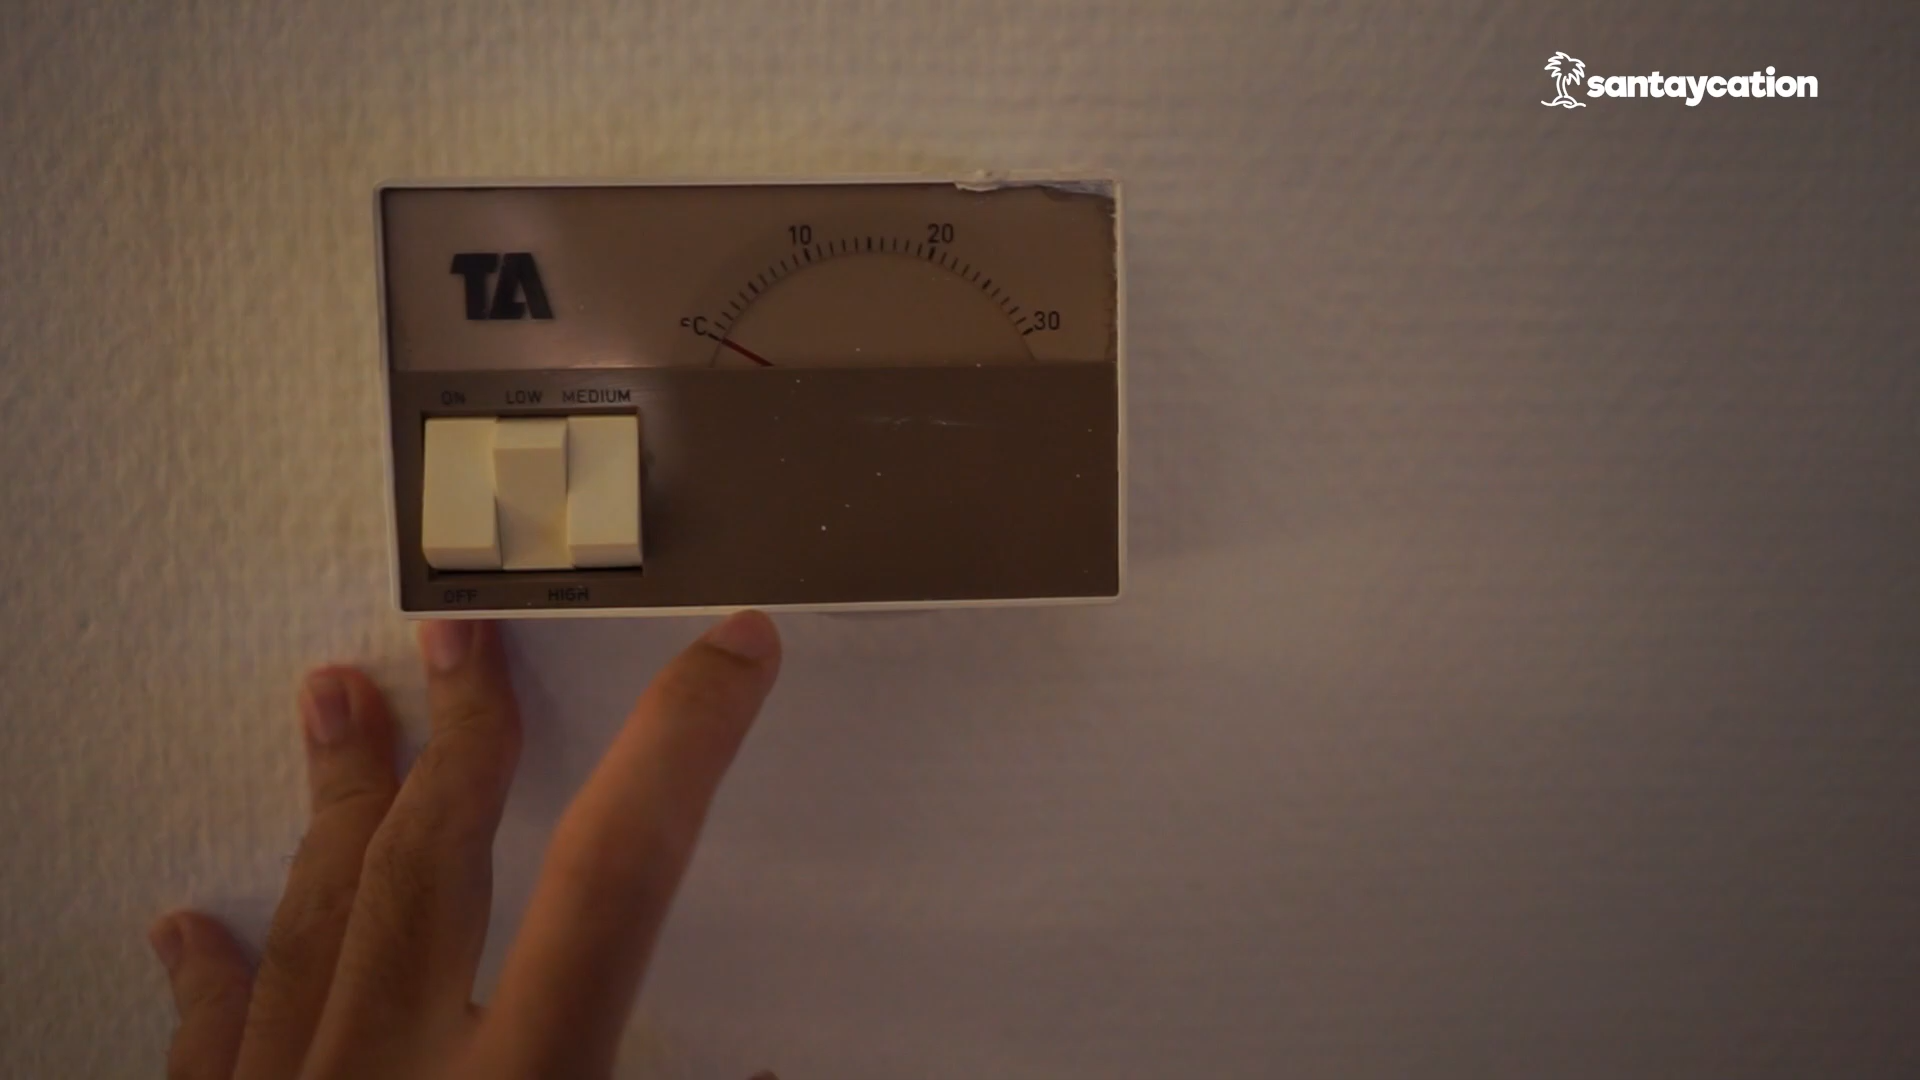 santaycation
10 20
TA
°C 30
ON LOW MEDIUM
OFF HIGH